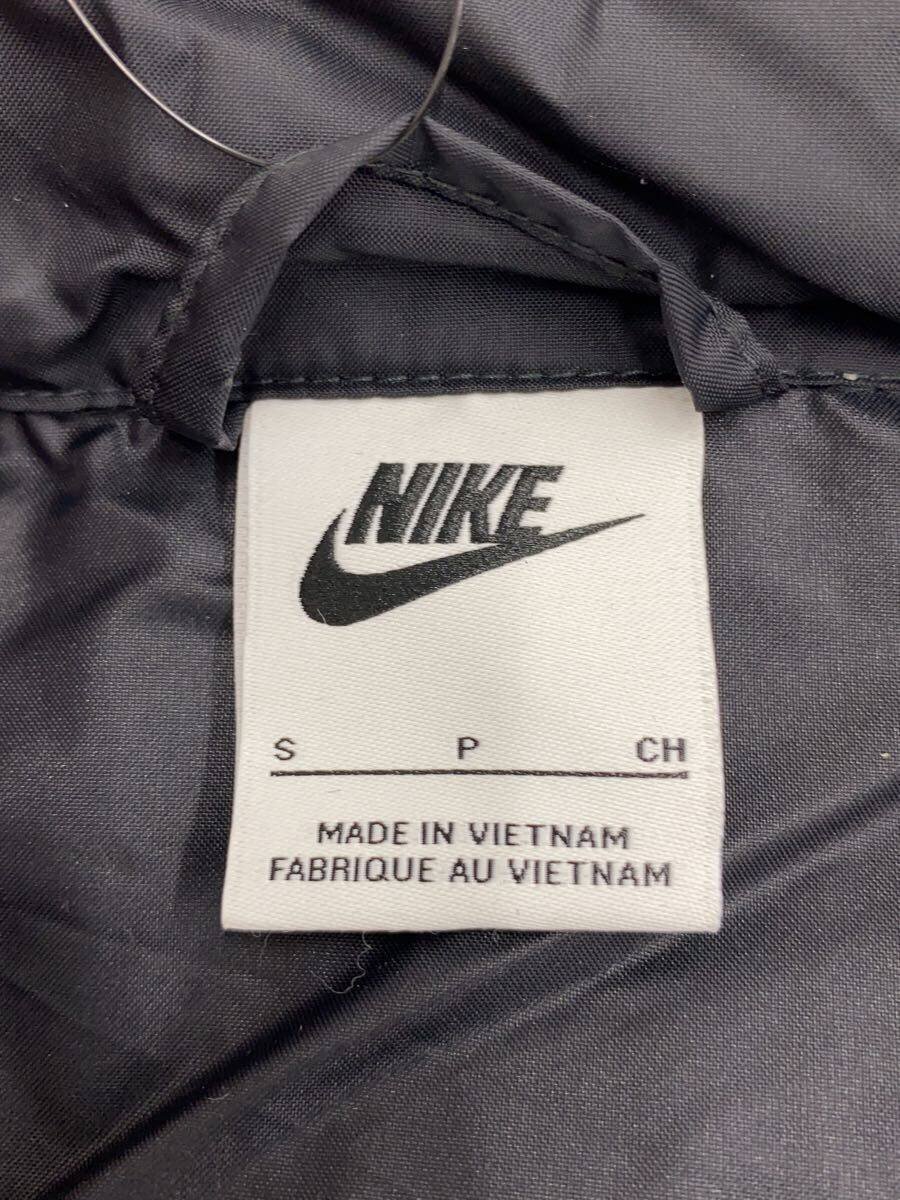 NIKE
S P CH
MADE IN VIETNAM
FABRIQUE AU VIETNAM